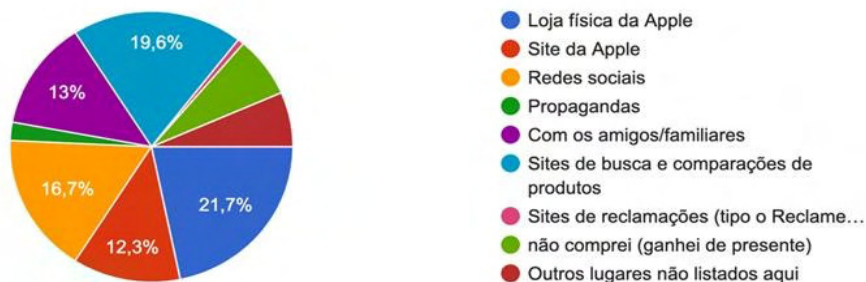 19,6%
13%
16,7%
12,3%
21,7%
Loja física da Apple
Site da Apple
Redes sociais
Propagandas
Com os amigos/familiares
Sites de busca e comparações de
produtos
Sites de reclamações (tipo o Reclame…
não comprei (ganhei de presente)
Outros lugares não listados aqui